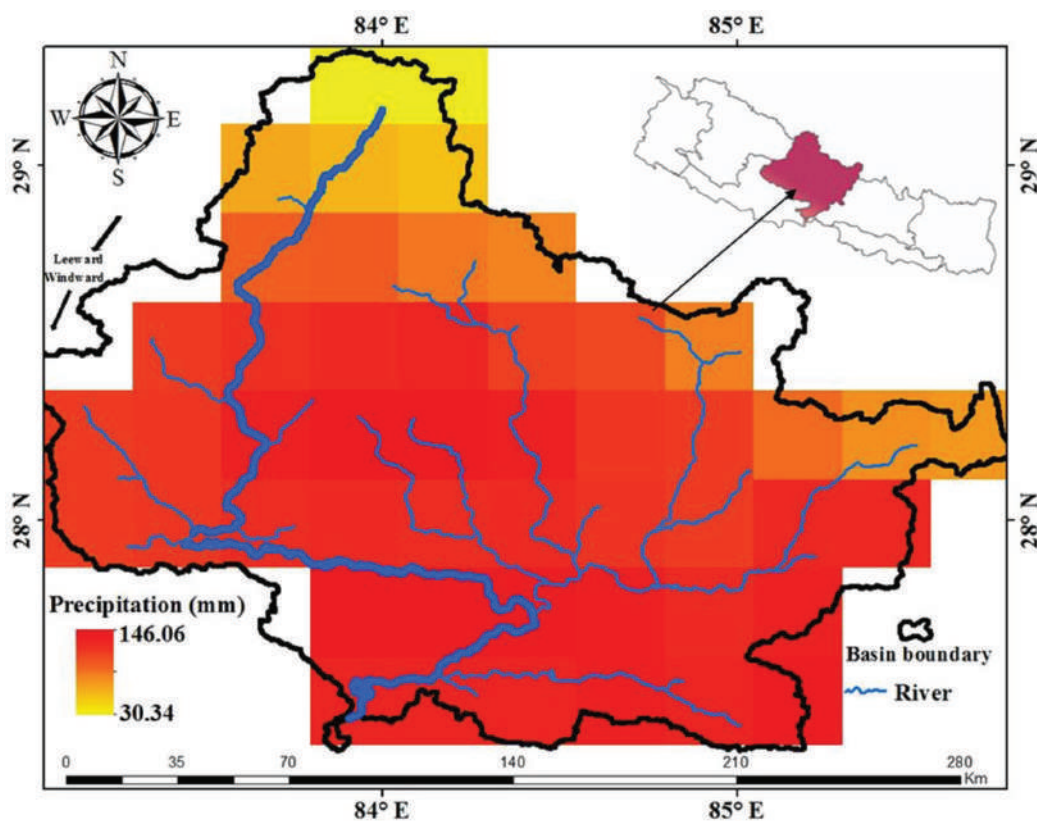 84° E
85° E
N
W
E
S
29° N
29° N
Leeward
Windward
28° N
28° N
Precipitation (mm)
146.06
30.34
Basin boundary
River
0
35
70
140
210
280
Km
84° E
85° E